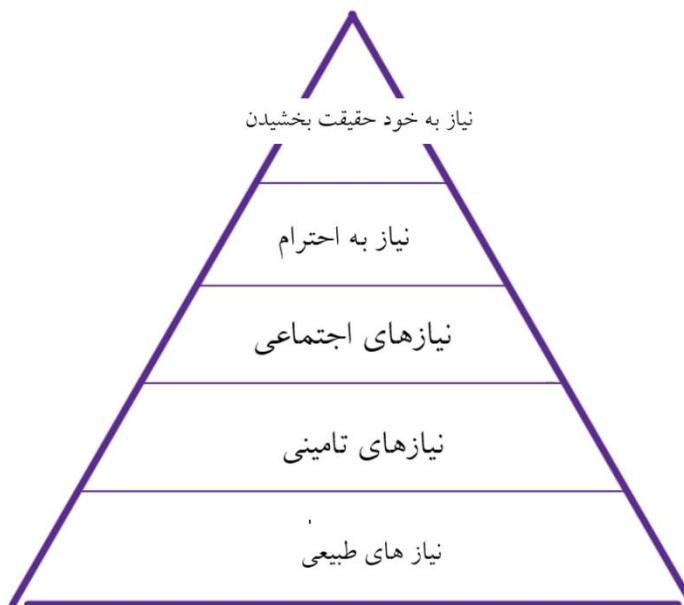 نیاز به خود حقیقت بخشیدن
نیاز به احترام
نیازهای اجتماعی
نیازهای تامینی
نیاز های طبیعی